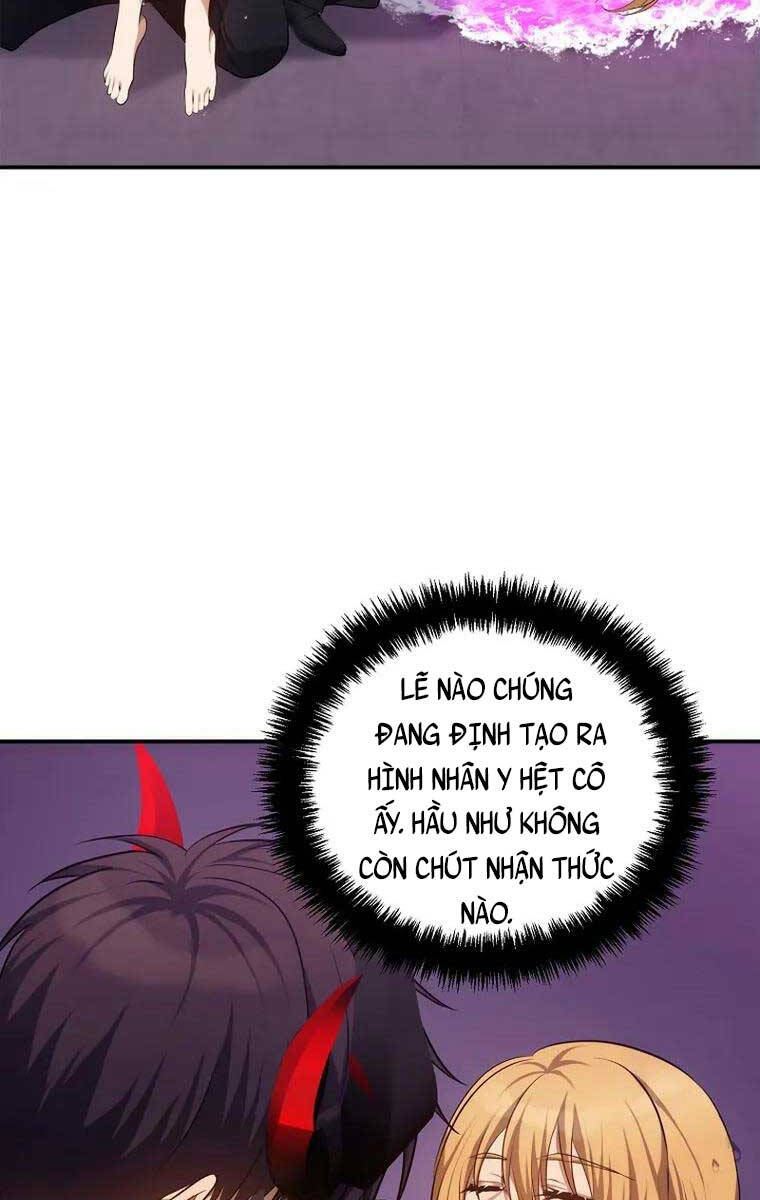 LẼ NÀO CHÚNG
ĐANG ĐỊNH TẠO RA
HÌNH NHÂN Y HỆT CÔ
ẤY. HẦU NHƯ KHÔNG
CÒN CHÚT NHẬN THỨC
NÀO.